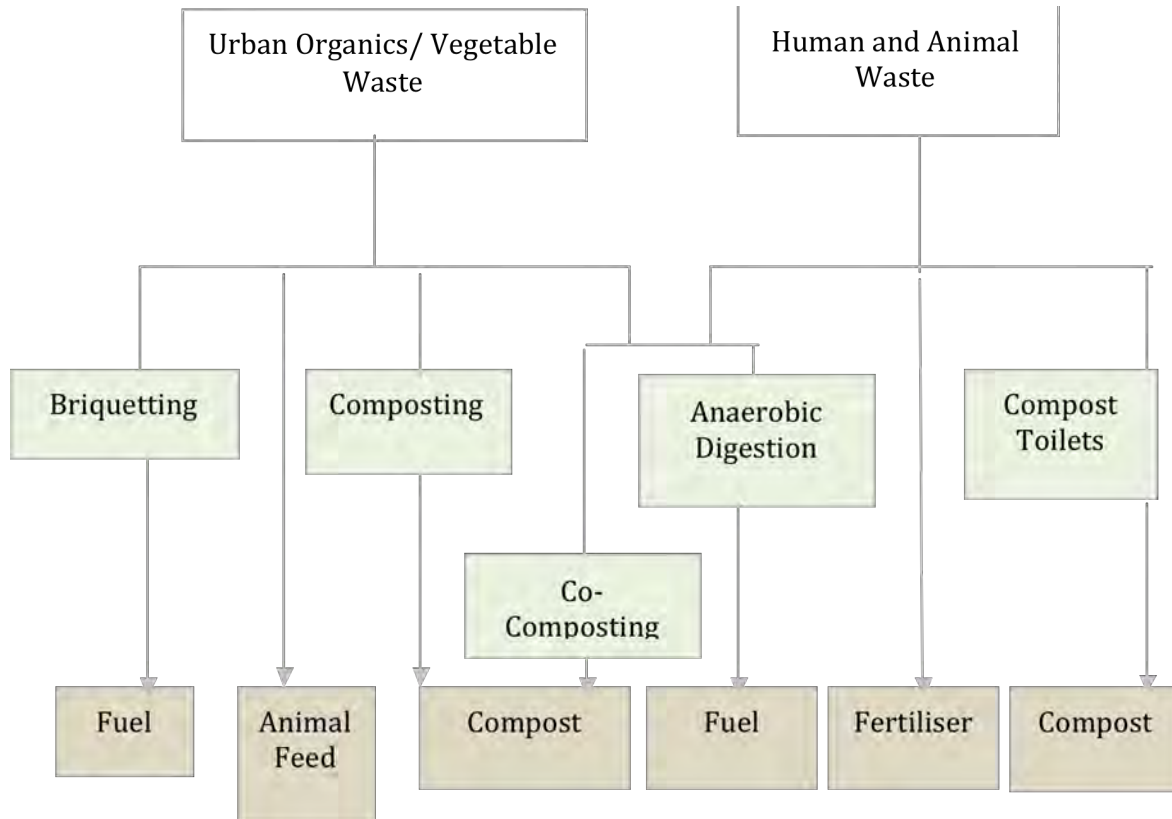 Urban Organics/ Vegetable
Waste
Human and Animal
Waste
Briquetting
Composting
Anaerobic
Digestion
Compost
Toilets
Co-
Composting
Fuel
Animal
Feed
Compost
Fuel
Fertiliser
Compost